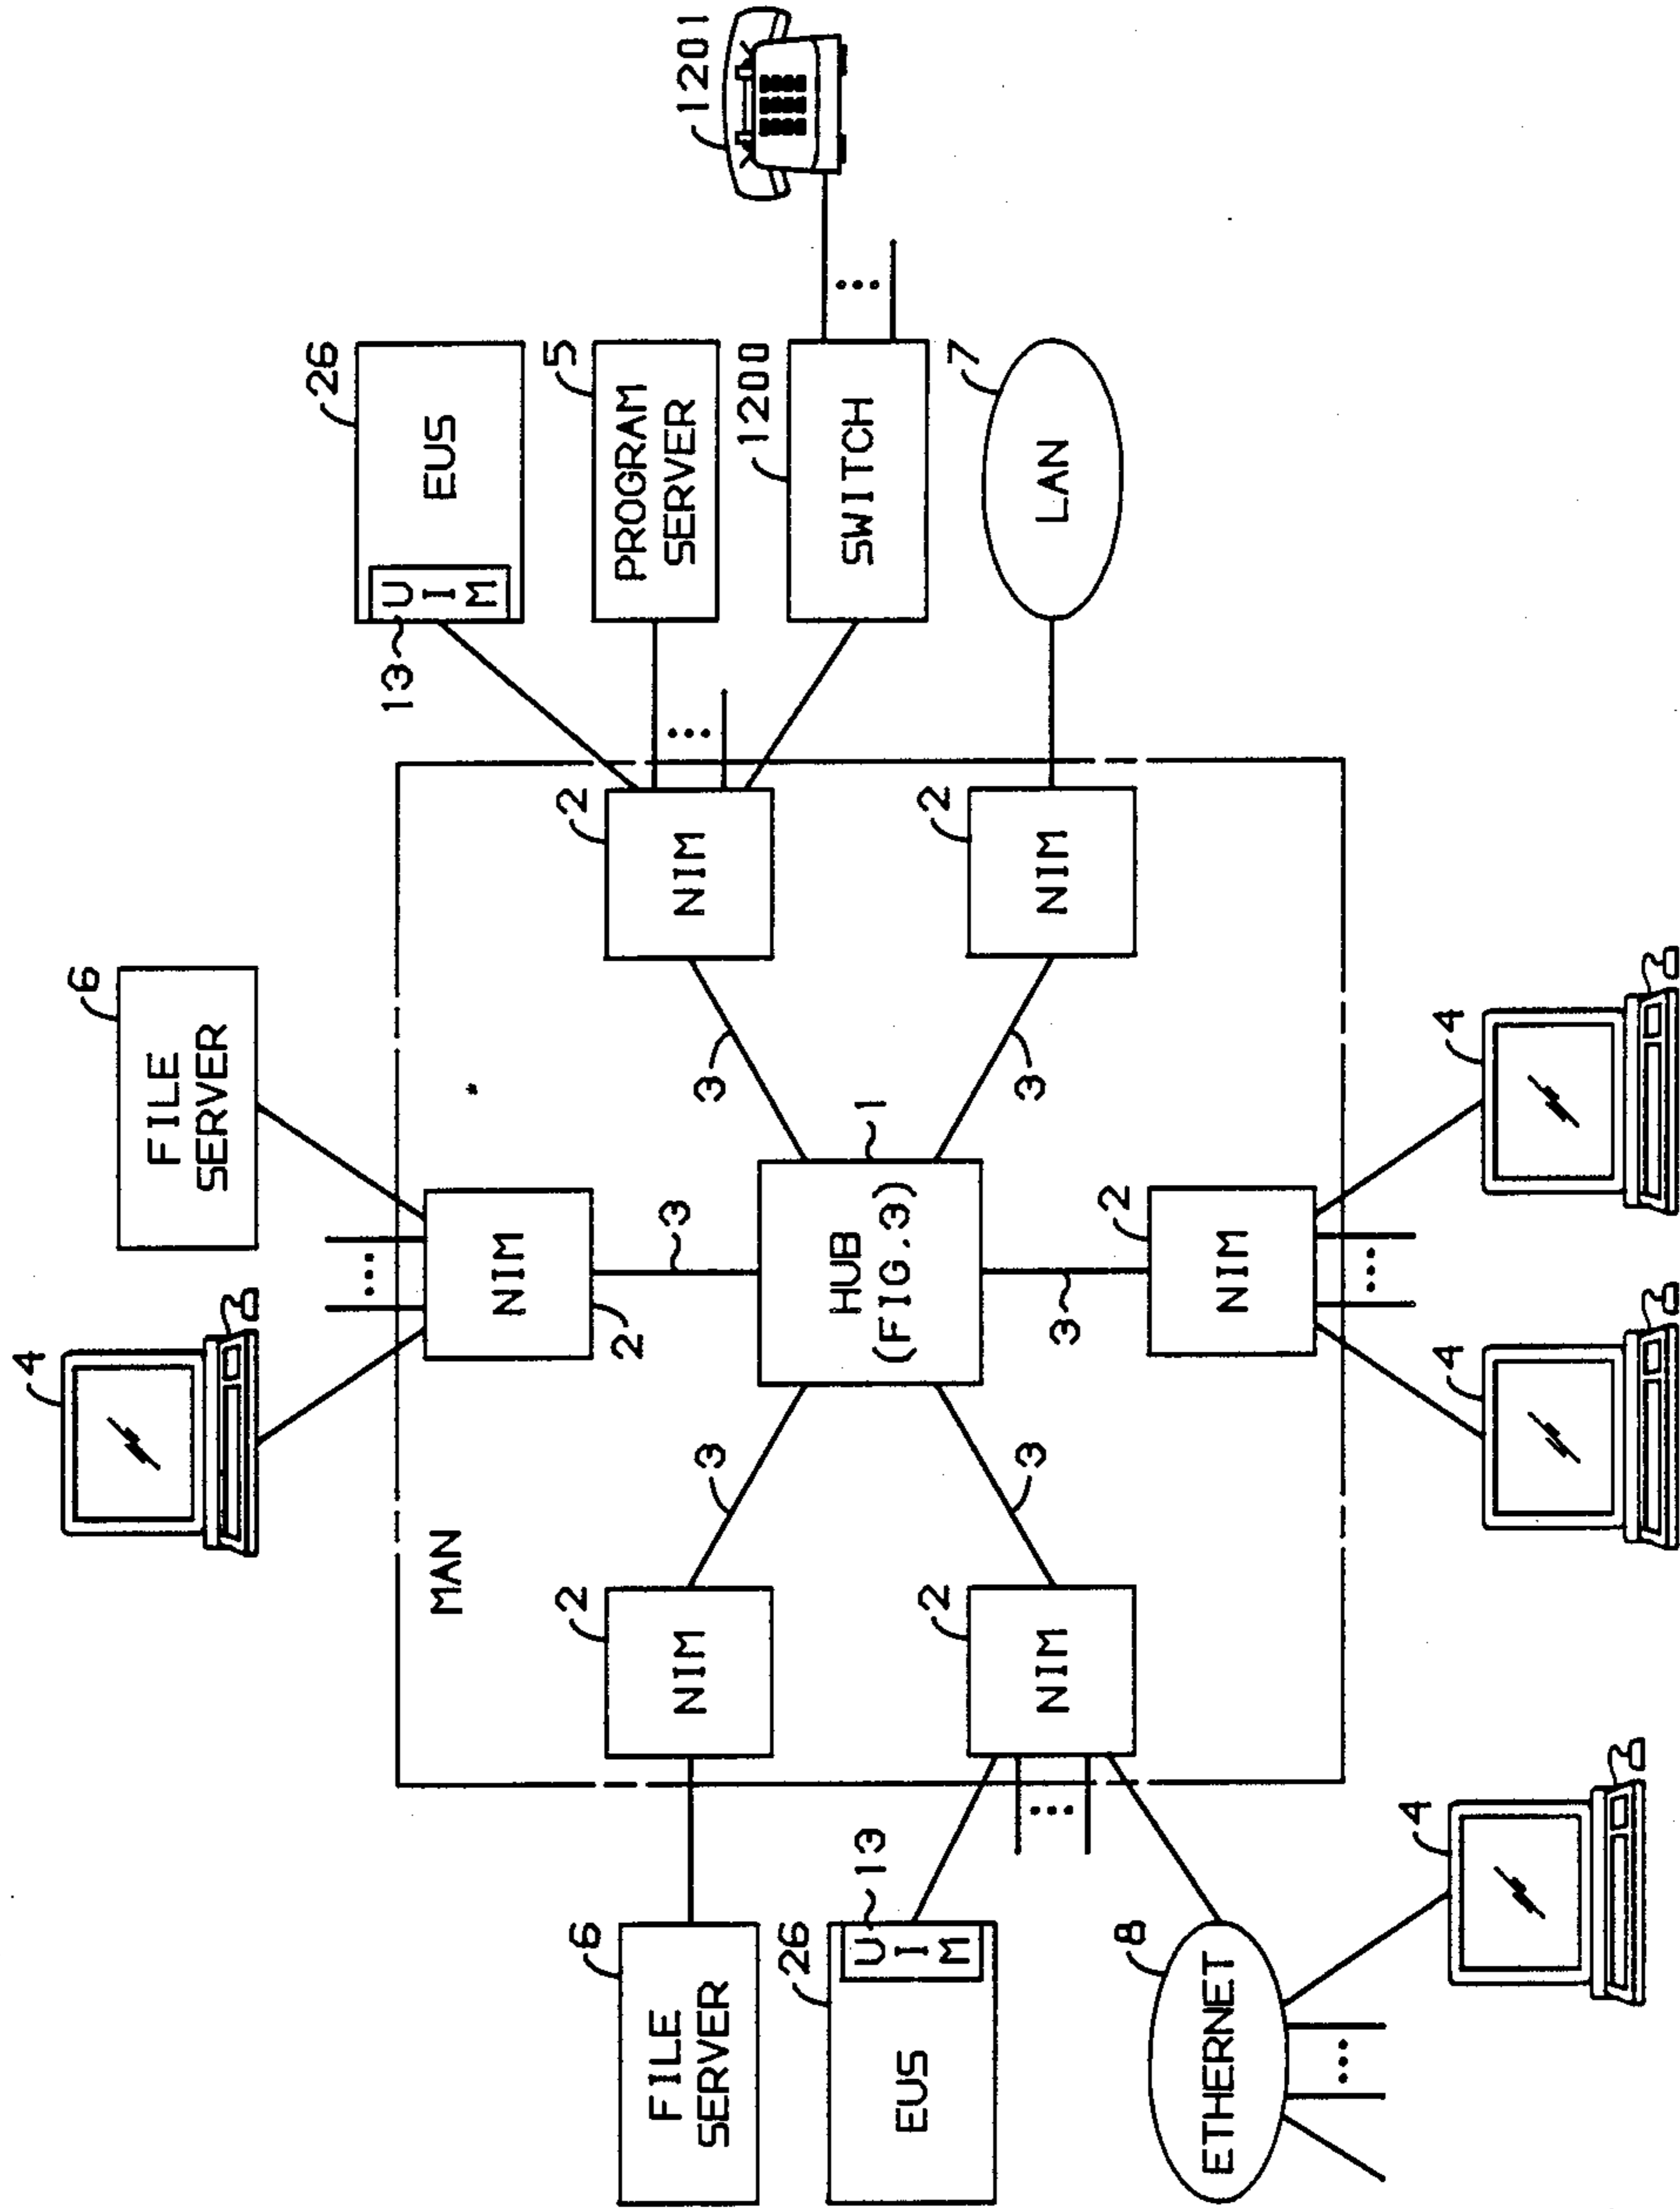 4
6
FILE
SERVER
26
13
UIM
EUS
MAN
NIM
2
3
6
FILE
SERVER
2
NIM
3
3
2
NIM
5
PROGRAM
SERVER
1201
26
EUS
UIM
13
HUB
(FIG.3)
1
1200
SWITCH
2
NIM
3
3
2
NIM
7
LAN
8
ETHERNET
3
2
NIM
4
4
4